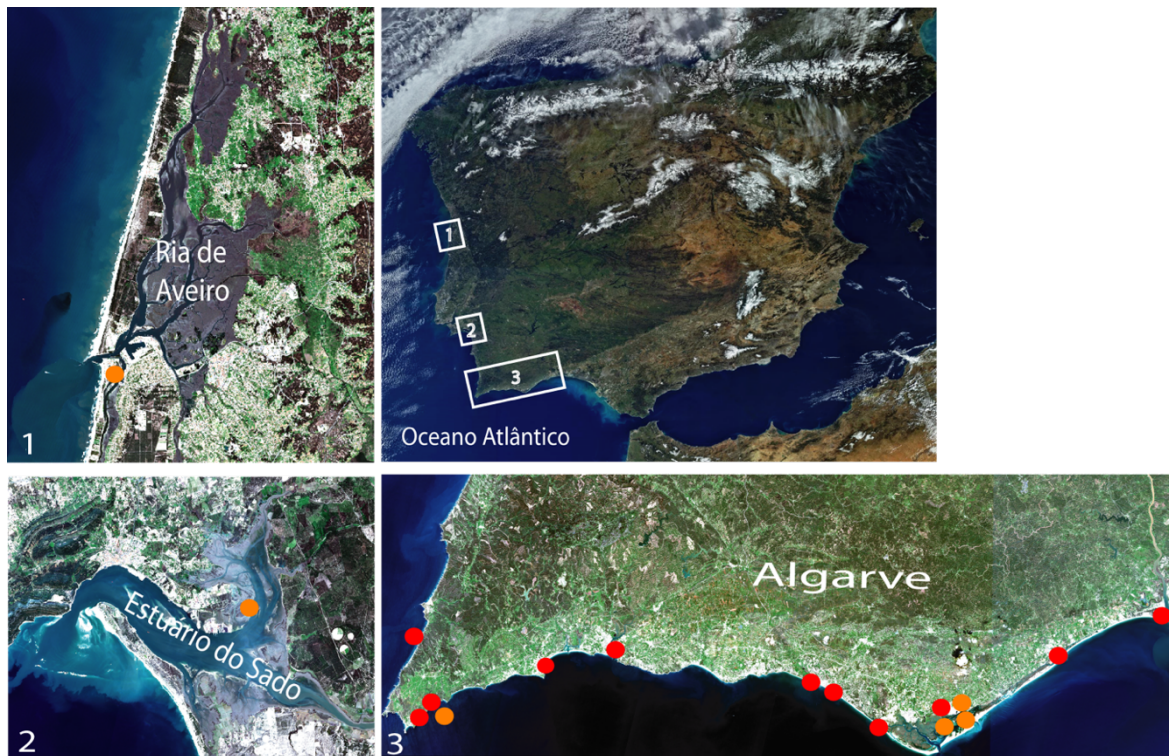 Ria de
Aveiro
1
1
2
3
Oceano Atlântico
Estuário do Sado
2
Algarve
3